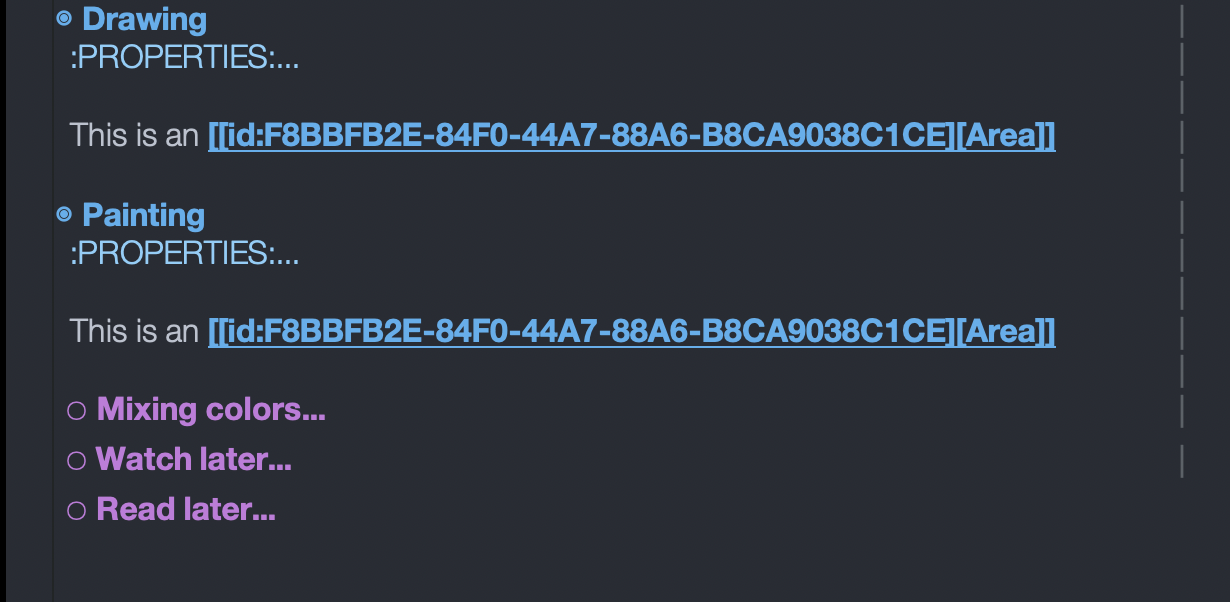 Drawing
:PROPERTIES:...
This is an [[id:F8BBFB2E-84F0-44A7-88A6-B8CA9038C1CE][Area]]
Painting
:PROPERTIES:...
This is an [[id:F8BBFB2E-84F0-44A7-88A6-B8CA9038C1CE][Area]]
Mixing colors...
Watch later...
Read later...